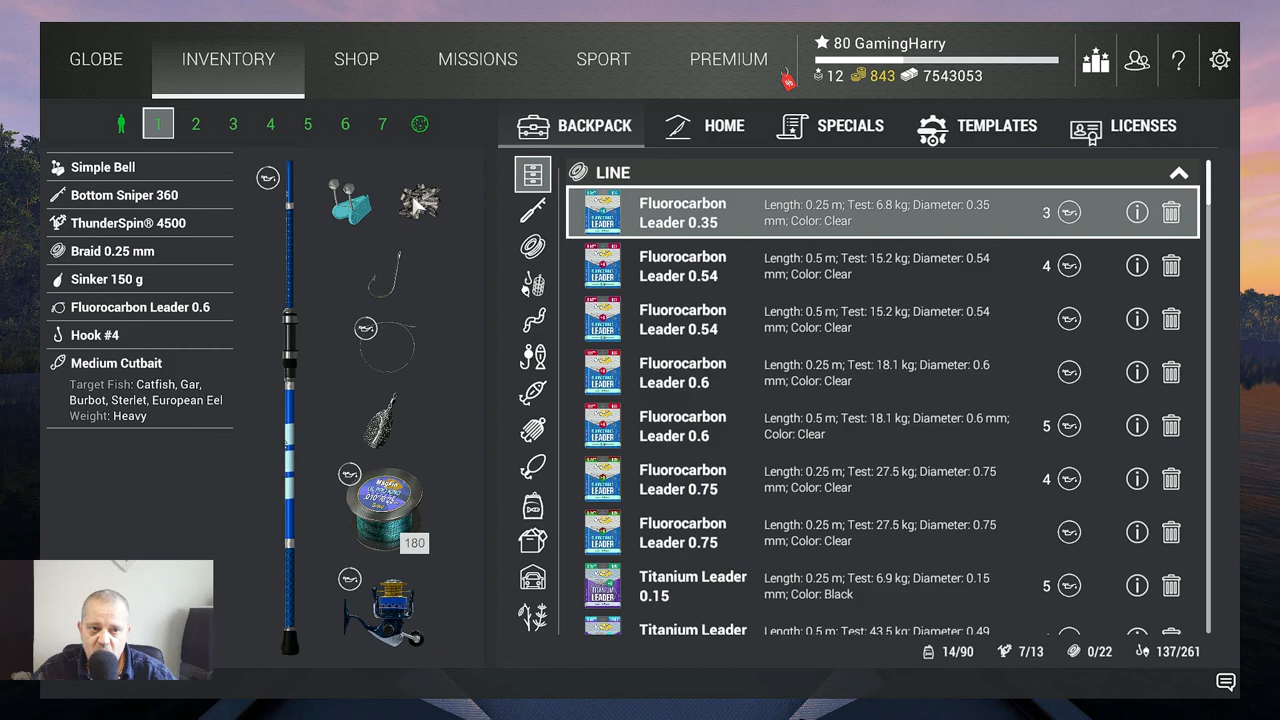 GLOBE
INVENTORY
SHOP
MISSIONS
SPORT
PREMIUM
80 GamingHarry
12 843 7543053
1 2 3 4 5 6 7
BACKPACK
HOME
SPECIALS
TEMPLATES
LICENSES
Simple Bell
Bottom Sniper 360
ThunderSpin® 4500
Braid 0.25 mm
Sinker 150 g
Fluorocarbon Leader 0.6
Hook #4
Medium Cutbait
Target Fish: Catfish, Gar,
Burbot, Sterlet, European Eel
Weight: Heavy
180
LINE
Fluorocarbon
Leader 0.35
Length: 0.25 m; Test: 6.8 kg; Diameter: 0.35
mm; Color: Clear
3
Fluorocarbon
Leader 0.54
Length: 0.5 m; Test: 15.2 kg; Diameter: 0.54
mm; Color: Clear
4
Fluorocarbon
Leader 0.54
Length: 0.5 m; Test: 15.2 kg; Diameter: 0.54
mm; Color: Clear
Fluorocarbon
Leader 0.6
Length: 0.25 m; Test: 18.1 kg; Diameter: 0.6
mm; Color: Clear
Fluorocarbon
Leader 0.6
Length: 0.5 m; Test: 18.1 kg; Diameter: 0.6 mm;
Color: Clear
5
Fluorocarbon
Leader 0.75
Length: 0.25 m; Test: 27.5 kg; Diameter: 0.75
mm; Color: Clear
4
Fluorocarbon
Leader 0.75
Length: 0.25 m; Test: 27.5 kg; Diameter: 0.75
mm; Color: Clear
Titanium Leader
0.15
Length: 0.25 m; Test: 6.9 kg; Diameter: 0.15
mm; Color: Black
5
Titanium Leader
Length: 0.5 m; Test: 43.5 kg; Diameter: 0.49
14/90 7/13 0/22 137/261